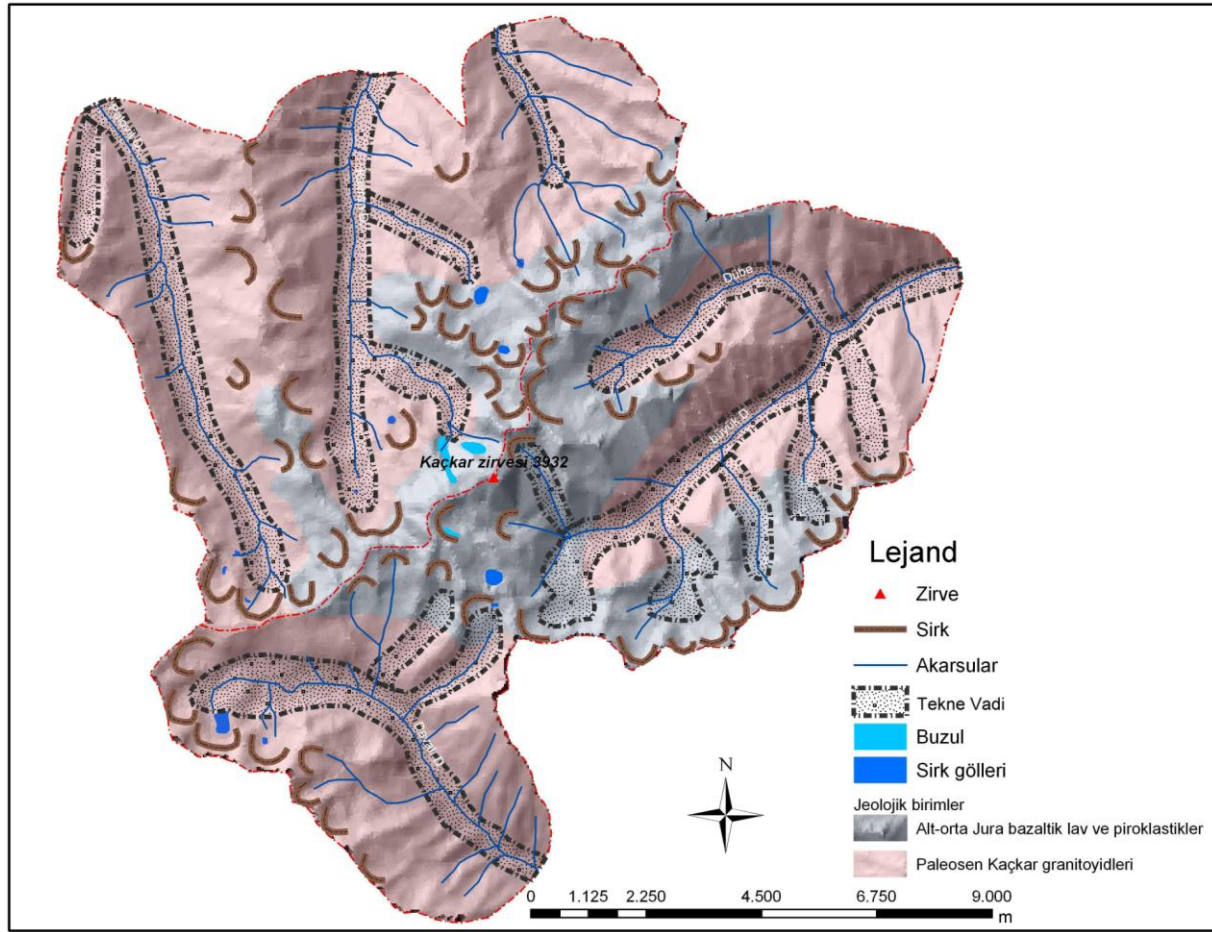 N
Dübe
Büyük D.
Kaçkar zirvesi 3932
Lejand
Zirve
Sirk
Akarsular
Tekne Vadi
Buzul
Sirk gölleri
Jeolojik birimler
Alt-orta Jura bazaltik lav ve piroklastikler
Paleosen Kaçkar granitoyidleri
0 1.125 2.250 4.500 6.750 9.000
m